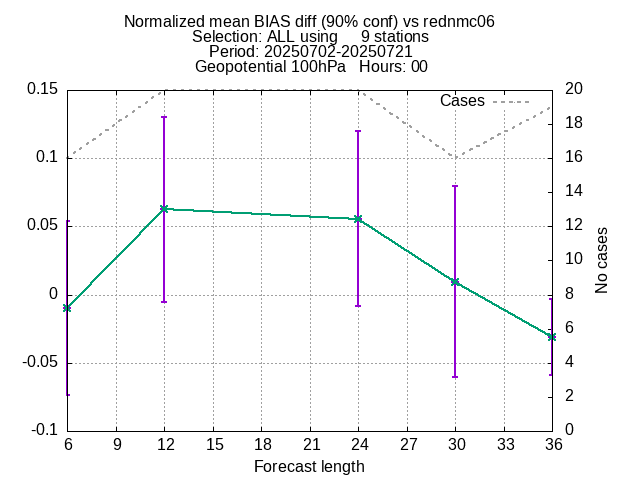 Normalized mean BIAS diff (90% conf) vs rednmc06
Selection: ALL using     9 stations
Period: 20250702-20250721
Geopotential 100hPa   Hours: 00
Cases
0.15
0.1
0.05
0
-0.05
-0.1
20
18
16
14
12
10
8
6
4
2
0
No cases
6 9 12 15 18 21 24 27 30 33 36
Forecast length